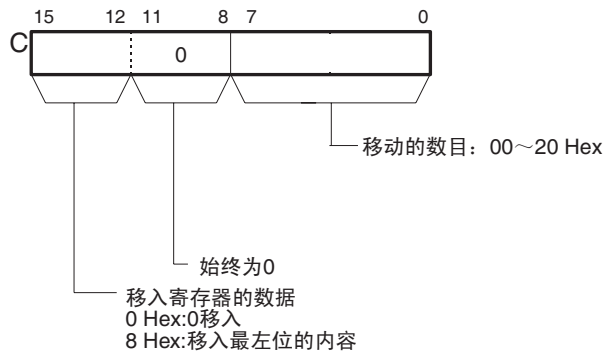 15 12 11 8 7 0
C
0
移动的数目：00～20 Hex
始终为0
移入寄存器的数据
0 Hex:0移入
8 Hex:移入最左位的内容